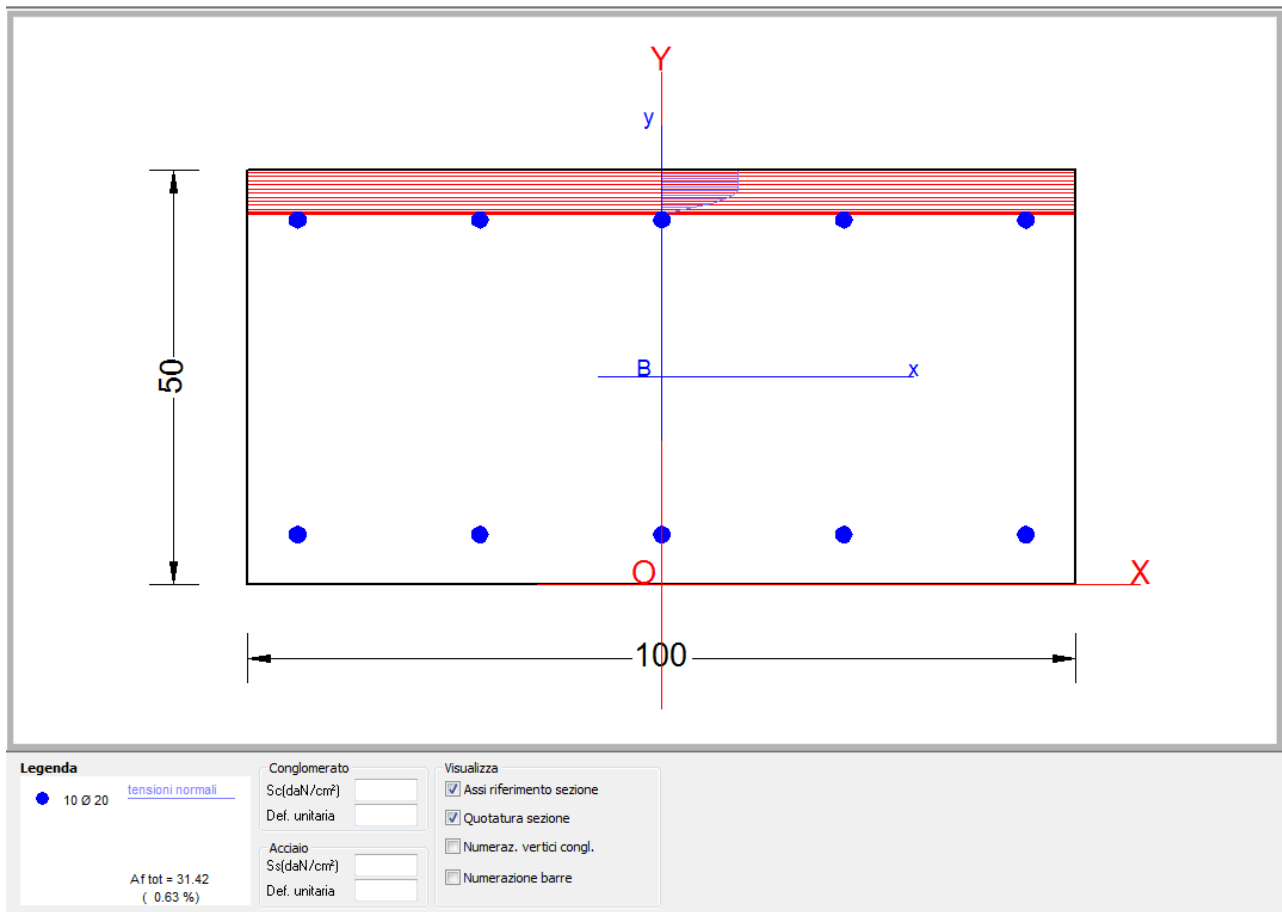 Y
y
50
B
x
O
X
100
Legenda
10 Ø 20
tensioni normali
Af tot = 31.42
( 0.63 %)
Conglomerato
Sc(daN/cm²)
Def. unitaria
Acciaio
Ss(daN/cm²)
Def. unitaria
Visualizza
Assi riferimento sezione
Quotatura sezione
Numeraz. vertici congl.
Numerazione barre